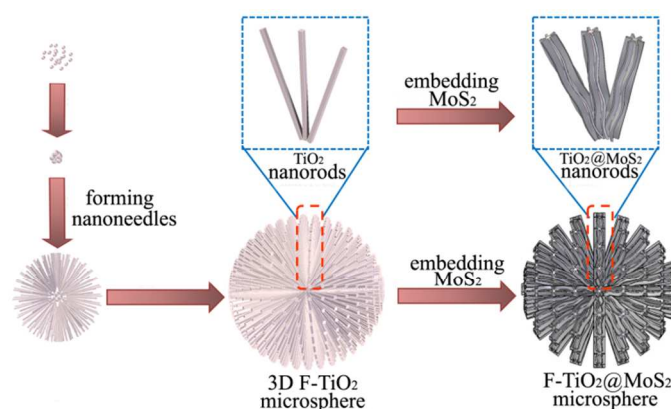 embedding
MoS₂
TiO₂
nanorods
TiO₂@MoS₂
nanorods
forming
nanoneedles
embedding
MoS₂
3D F-TiO₂
microsphere
F-TiO₂@MoS₂
microsphere